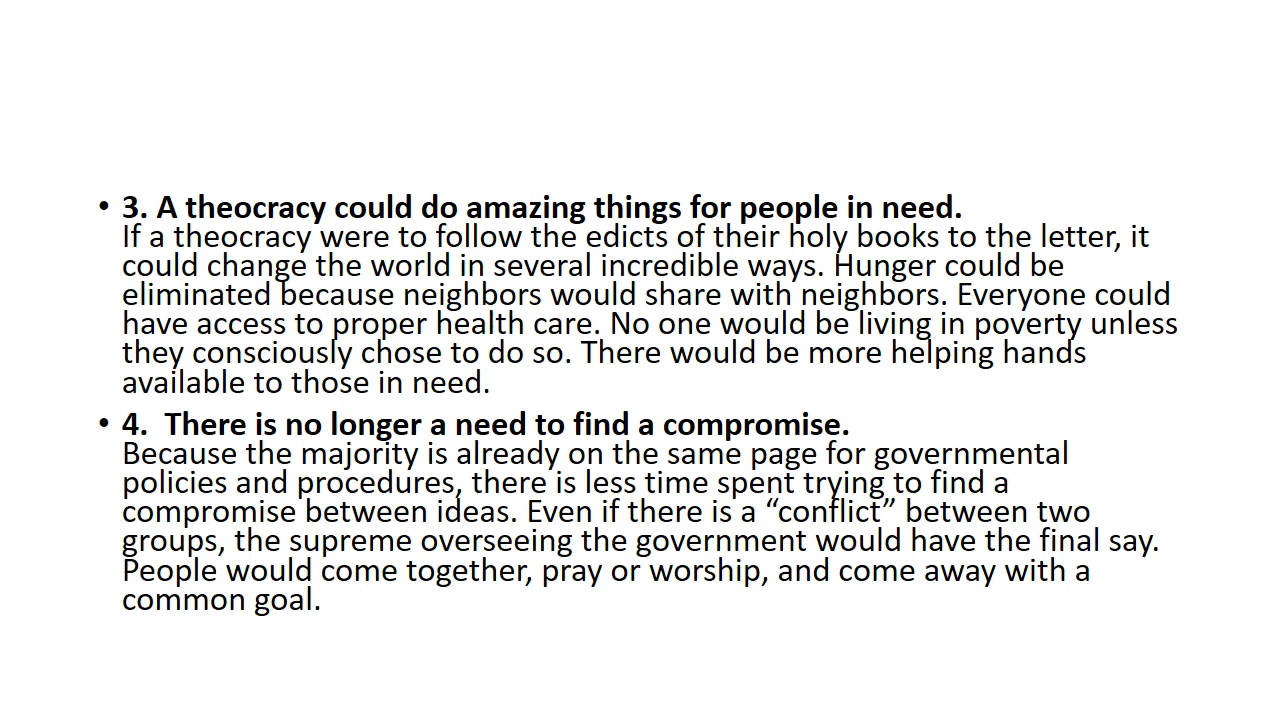 • 3. A theocracy could do amazing things for people in need.
If a theocracy were to follow the edicts of their holy books to the letter, it
could change the world in several incredible ways. Hunger could be
eliminated because neighbors would share with neighbors. Everyone could
have access to proper health care. No one would be living in poverty unless
they consciously chose to do so. There would be more helping hands
available to those in need.
• 4.  There is no longer a need to find a compromise.
Because the majority is already on the same page for governmental
policies and procedures, there is less time spent trying to find a
compromise between ideas. Even if there is a “conflict” between two
groups, the supreme overseeing the government would have the final say.
People would come together, pray or worship, and come away with a
common goal.